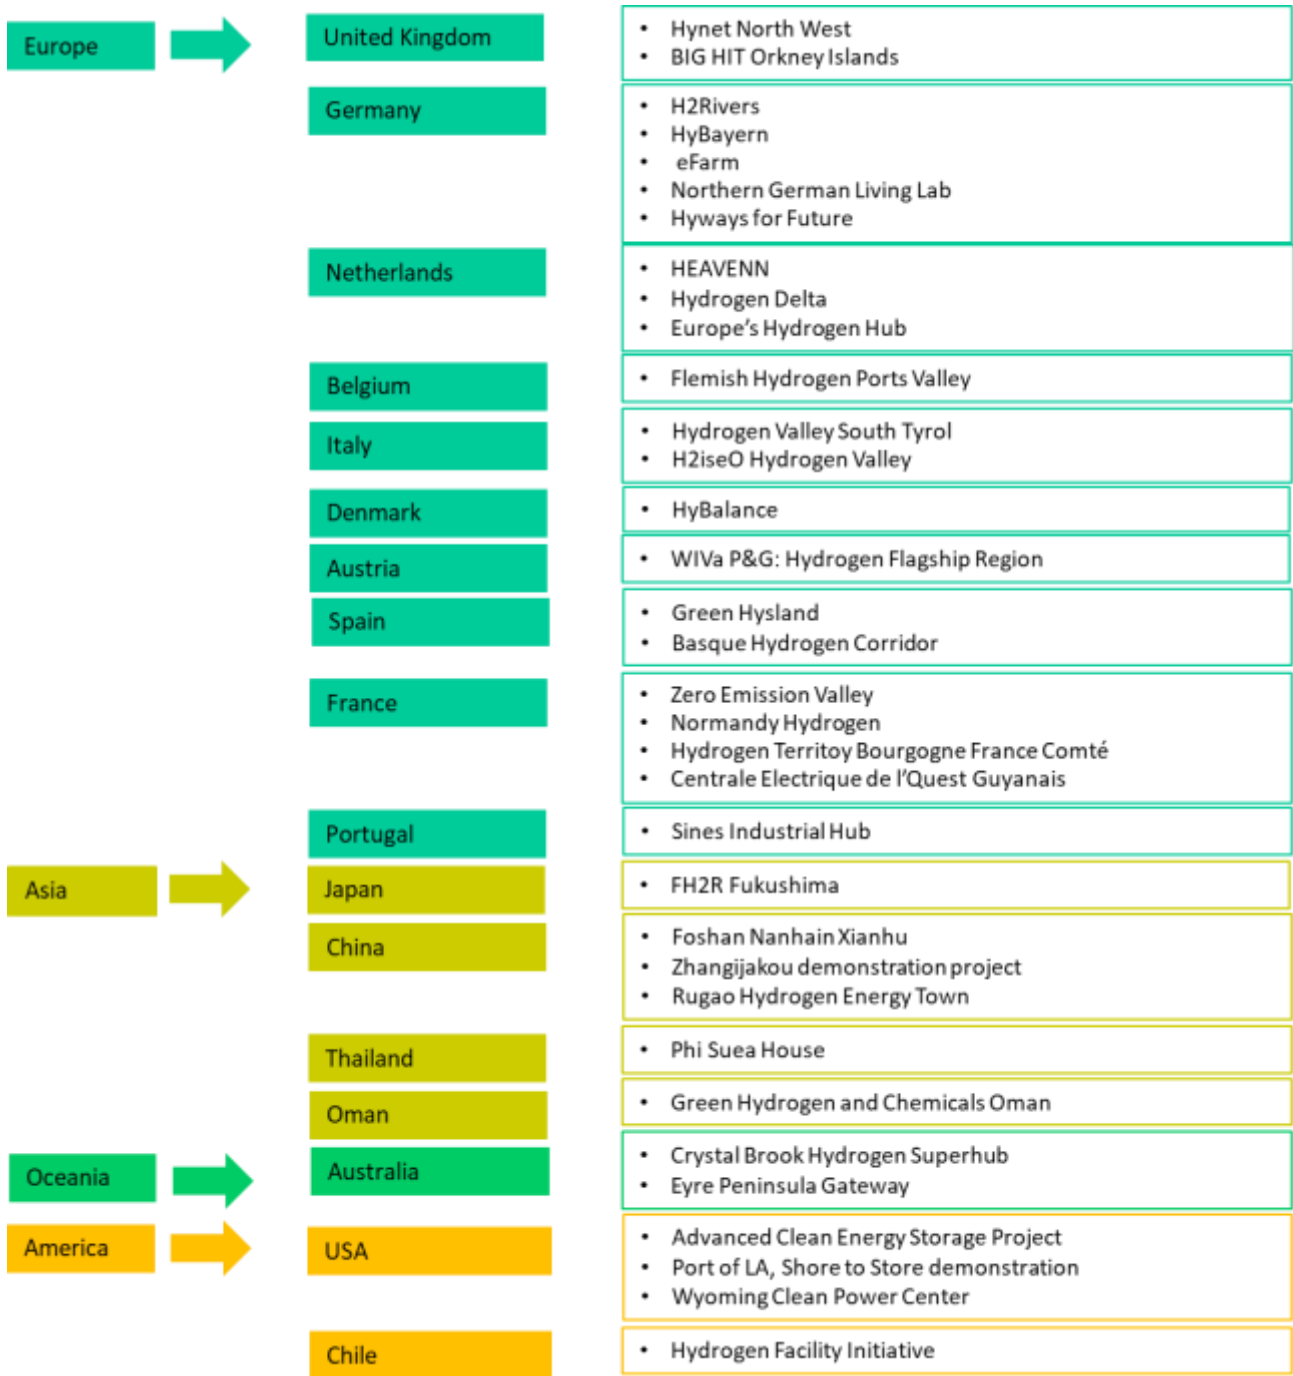 Europe
United Kingdom
• Hynet North West
• BIG HIT Orkney Islands
Germany
• H2Rivers
• HyBayern
• eFarm
• Northern German Living Lab
• Hyways for Future
Netherlands
• HEAVENN
• Hydrogen Delta
• Europe's Hydrogen Hub
Belgium
• Flemish Hydrogen Ports Valley
Italy
• Hydrogen Valley South Tyrol
• H2iseO Hydrogen Valley
Denmark
• HyBalance
Austria
• WIVa P&G: Hydrogen Flagship Region
Spain
• Green Hysland
• Basque Hydrogen Corridor
France
• Zero Emission Valley
• Normandy Hydrogen
• Hydrogen Territoy Bourgogne France Comté
• Centrale Electrique de l'Quest Guyanais
Portugal
• Sines Industrial Hub
Asia
Japan
• FH2R Fukushima
China
• Foshan Nanhain Xianhu
• Zhangijakou demonstration project
• Rugao Hydrogen Energy Town
Thailand
• Phi Suea House
Oman
• Green Hydrogen and Chemicals Oman
Oceania
Australia
• Crystal Brook Hydrogen Superhub
• Eyre Peninsula Gateway
America
USA
• Advanced Clean Energy Storage Project
• Port of LA, Shore to Store demonstration
• Wyoming Clean Power Center
Chile
• Hydrogen Facility Initiative